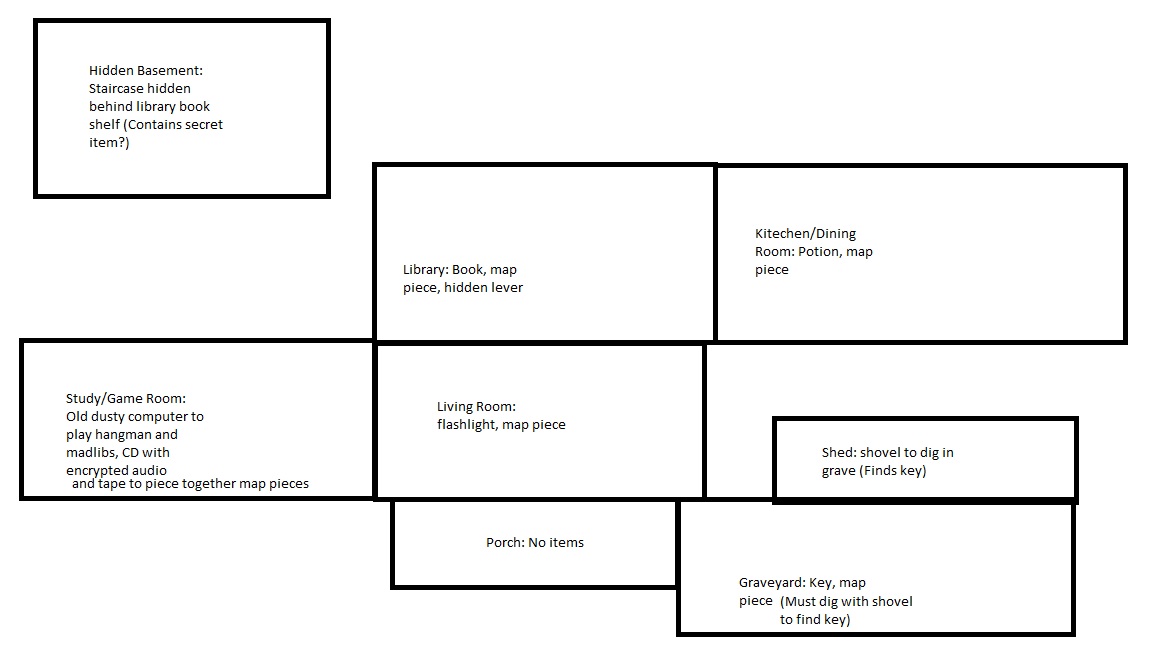 Hidden Basement:
Staircase hidden
behind library book
shelf (Contains secret
item?)
Library: Book, map
piece, hidden lever
Kitechen/Dining
Room: Potion, map
piece
Study/Game Room:
Old dusty computer to
play hangman and
madlibs, CD with
encrypted audio
and tape to piece together map pieces
Living Room:
flashlight, map piece
Shed: shovel to dig in
grave (Finds key)
Porch: No items
Graveyard: Key, map
piece (Must dig with shovel
to find key)